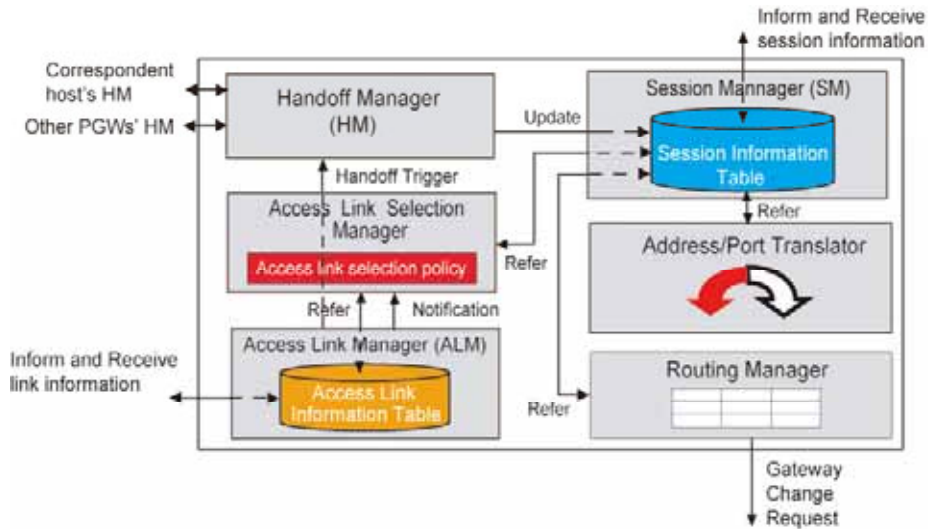 Inform and Receive
session information
Correspondent
host's HM
Other PGWs' HM
Handoff Manager
(HM)
Update
Session Mannager (SM)
Session Information
Table
Handoff Trigger
Refer
Access Link Selection
Manager
Access link selection policy
Refer
Address/Port Translator
Refer
Notification
Inform and Receive
link information
Access Link Manager (ALM)
Access Link
Information Table
Refer
Routing Manager
Gateway
Change
Request